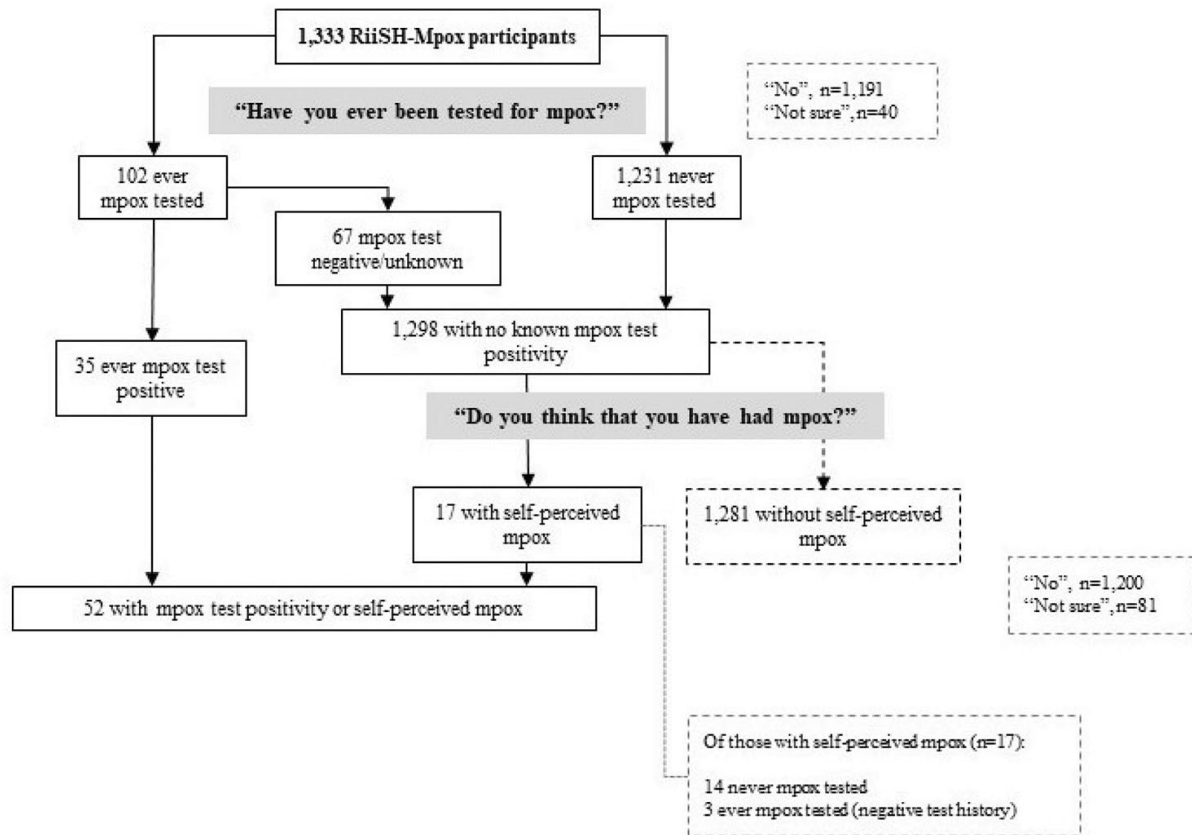 1,333 RiiSH-Mpox participants
“No”, n=1,191
“Not sure”, n=40
“Have you ever been tested for mpox?”
102 ever
mpox tested
1,231 never
mpox tested
67 mpox test
negative/unknown
1,298 with no known mpox test
positivity
35 ever mpox test
positive
“Do you think that you have had mpox?”
17 with self-perceived
mpox
1,281 without self-perceived
mpox
“No”, n=1,200
“Not sure”, n=81
52 with mpox test positivity or self-perceived mpox
Of those with self-perceived mpox (n=17):
14 never mpox tested
3 ever mpox tested (negative test history)